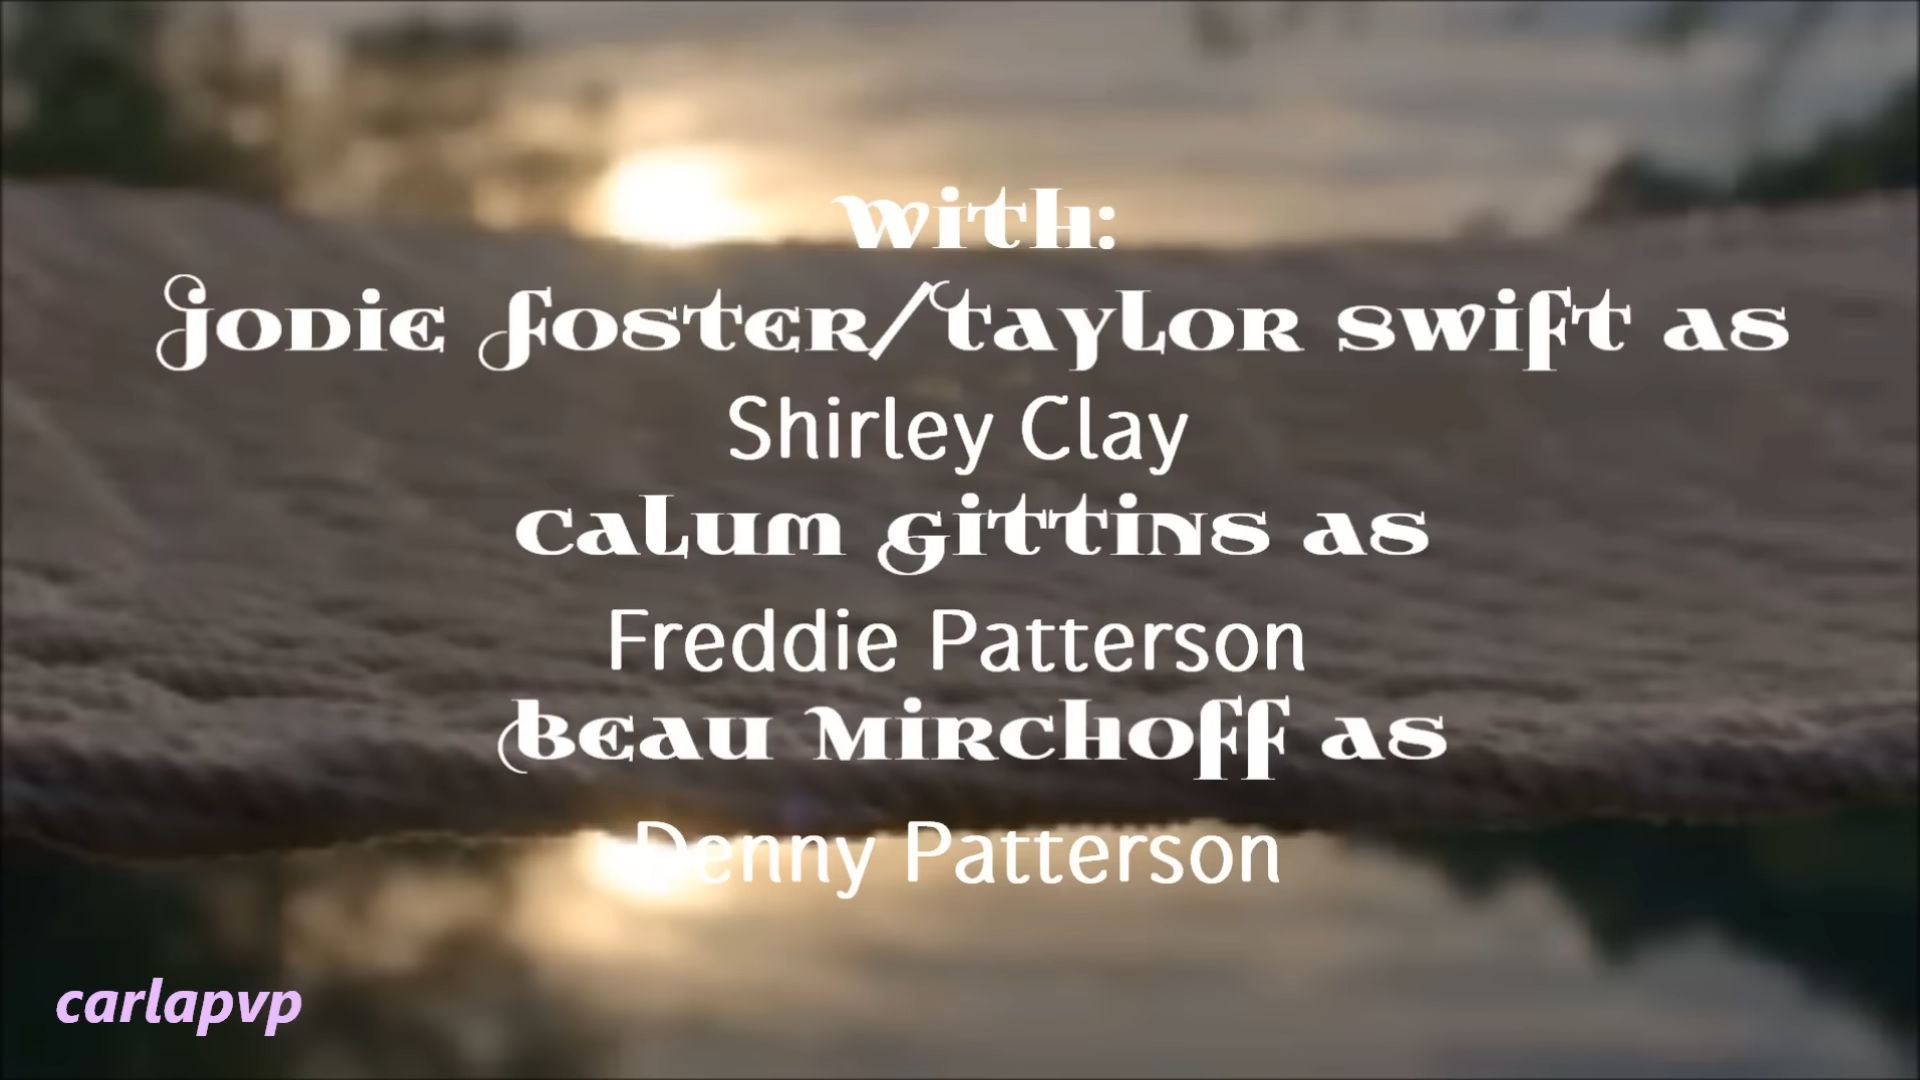 with:
Jodie Foster/Taylor Swift as
Shirley Clay
Calum Gittins as
Freddie Patterson
Beau Mirchoff as
Denny Patterson
carlapvp